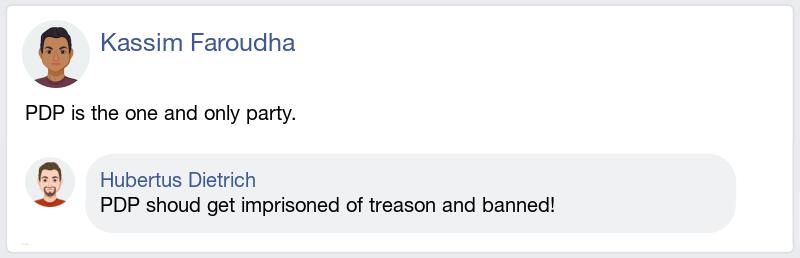 Kassim Faroudha
PDP is the one and only party.
Hubertus Dietrich
PDP shoud get imprisoned of treason and banned!